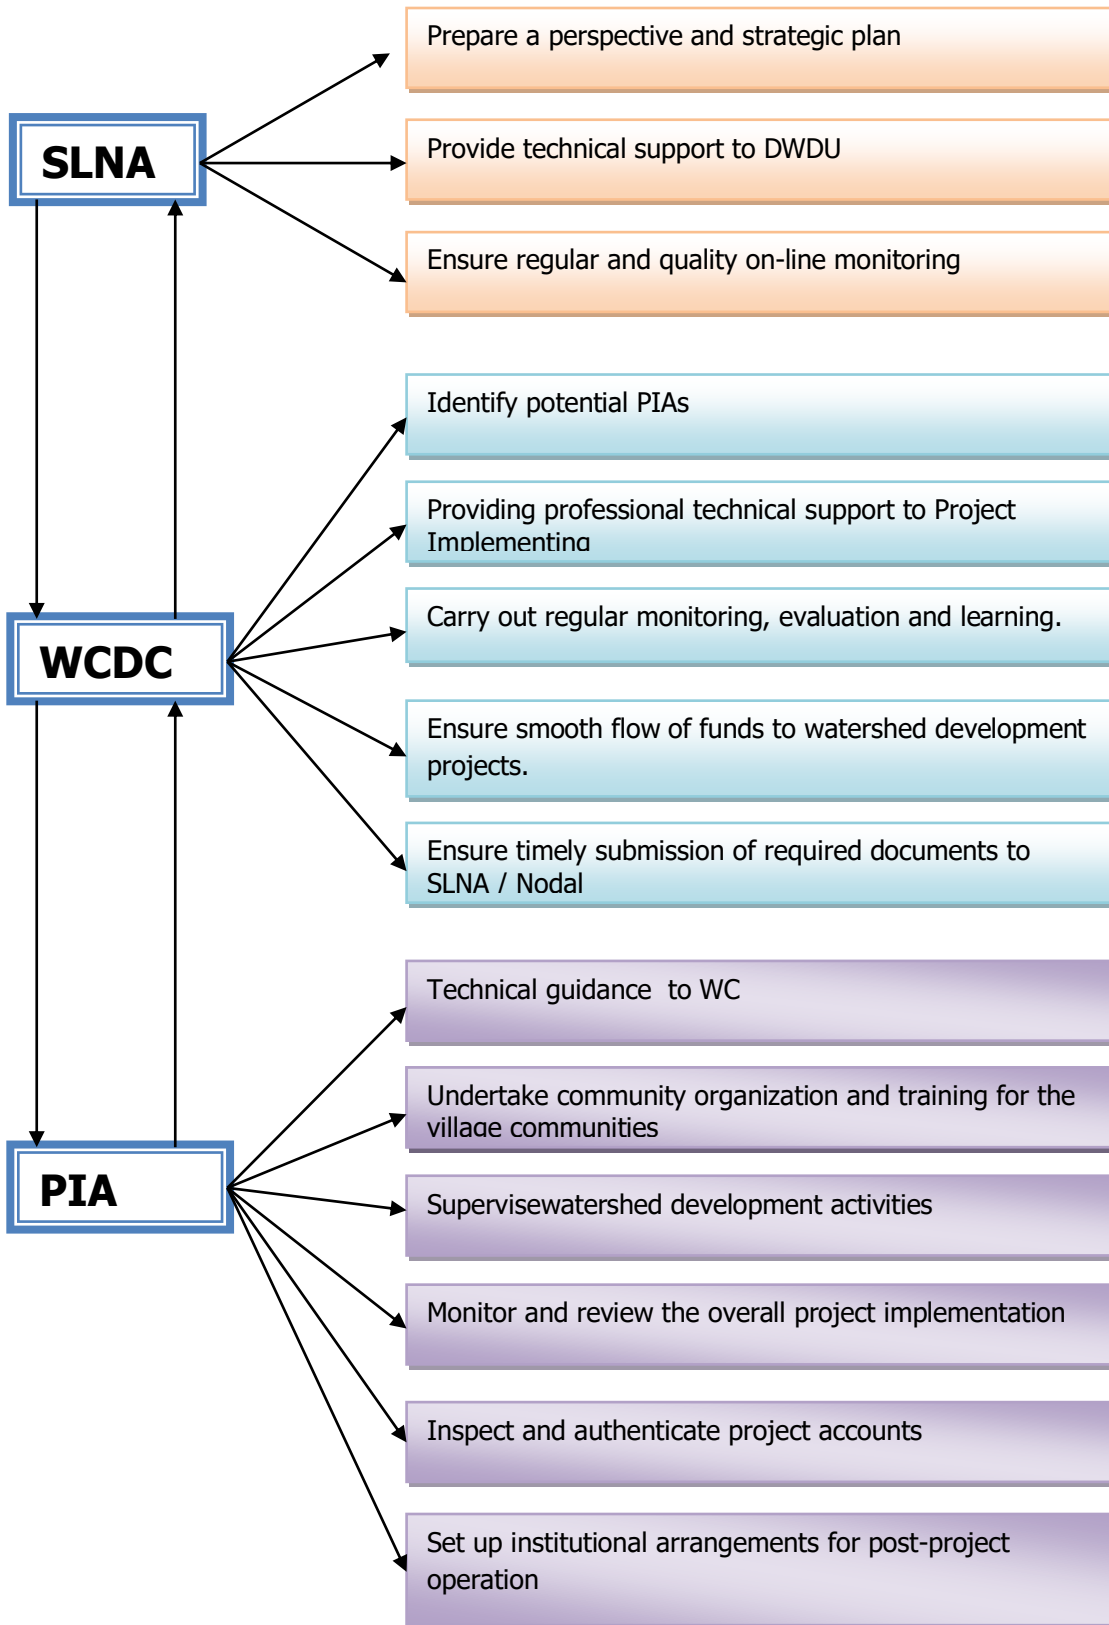 Prepare a perspective and strategic plan
SLNA
Provide technical support to DWDU
Ensure regular and quality on-line monitoring
Identify potential PIAs
Providing professional technical support to Project
Implementing
Carry out regular monitoring, evaluation and learning.
WCDC
Ensure smooth flow of funds to watershed development
projects.
Ensure timely submission of required documents to
SLNA / Nodal
Technical guidance  to WC
Undertake community organization and training for the
village communities
PIA
Supervisewatershed development activities
Monitor and review the overall project implementation
Inspect and authenticate project accounts
Set up institutional arrangements for post-project
operation